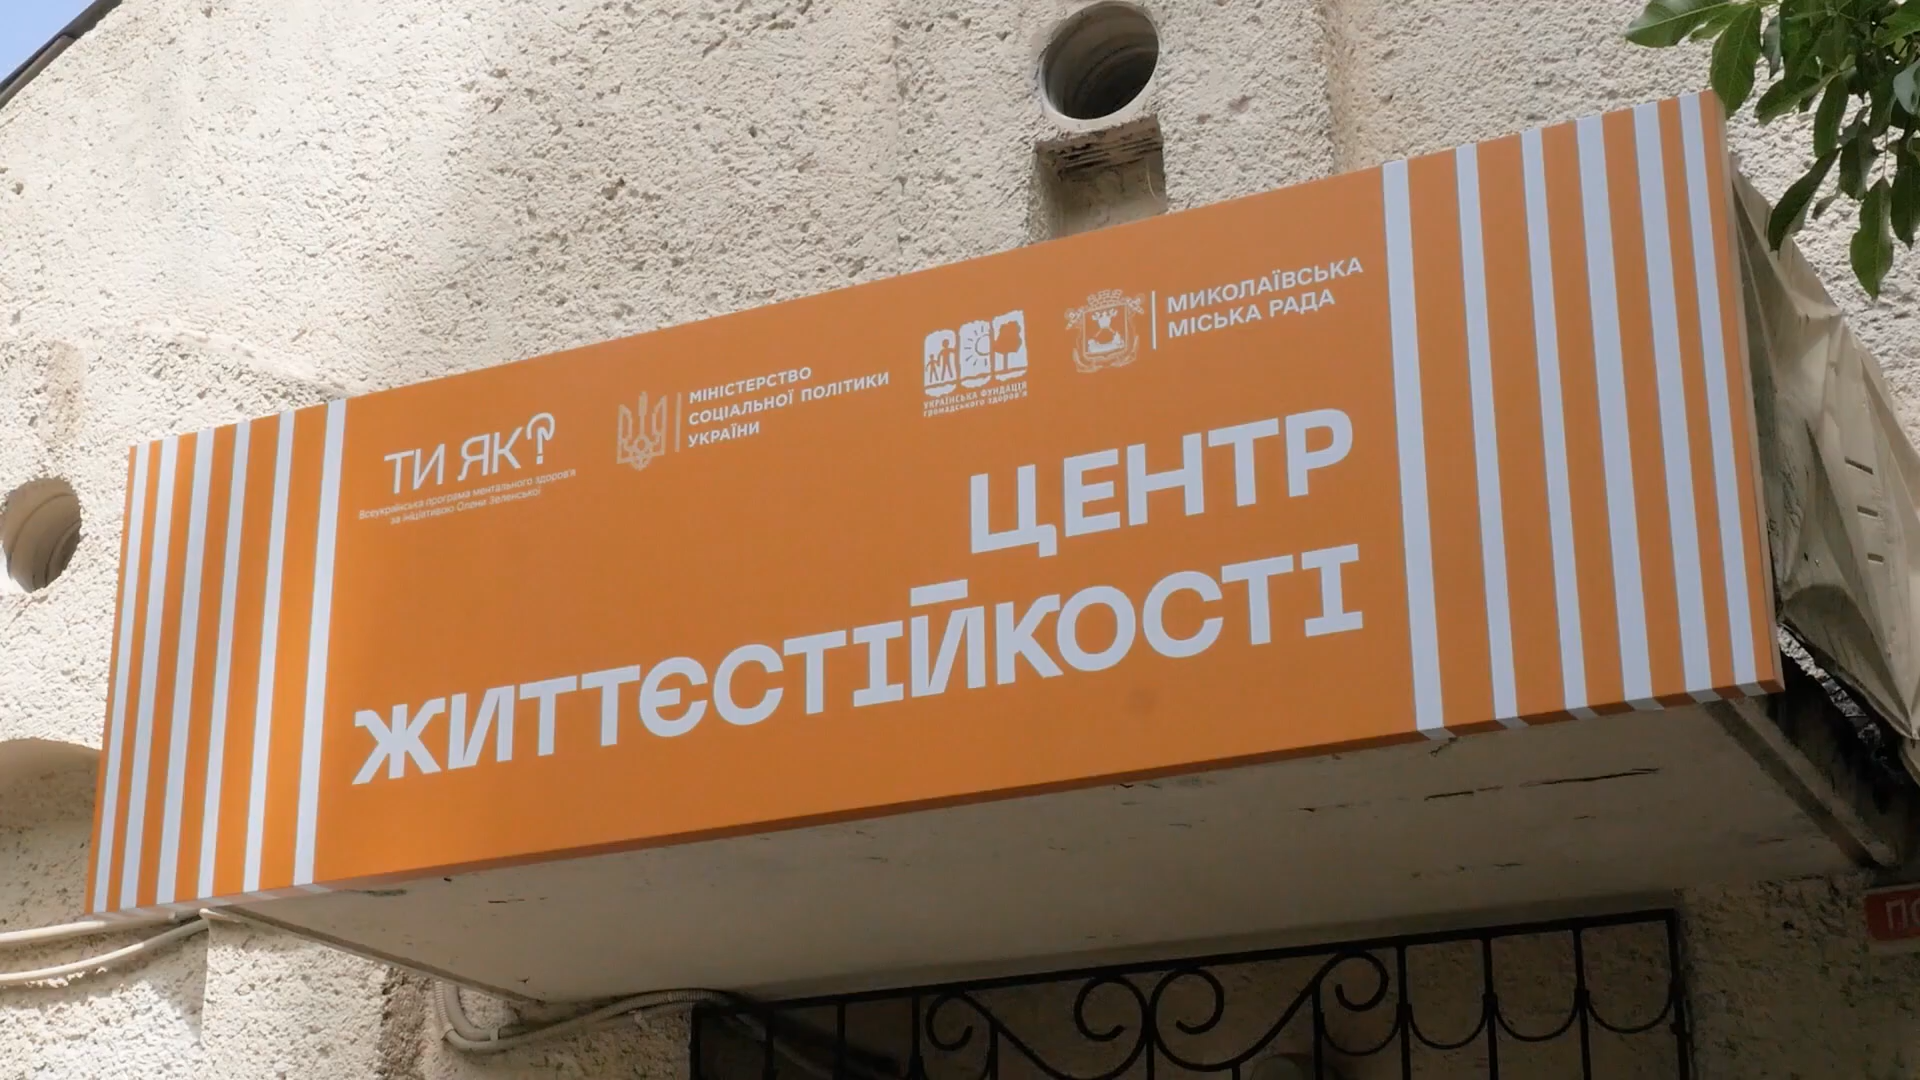 ТИ ЯК?
Всеукраїнська програма ментального здоров'я
за ініціативою Олени Зеленської
МІНІСТЕРСТВО
СОЦІАЛЬНОЇ ПОЛІТИКИ
УКРАЇНИ
УКРАЇНСЬКА ФУНДАЦІЯ
громадського здоров'я
МИКОЛАЇВСЬКА
МІСЬКА РАДА
ЦЕНТР
ЖИТТЄСТІЙКОСТІ